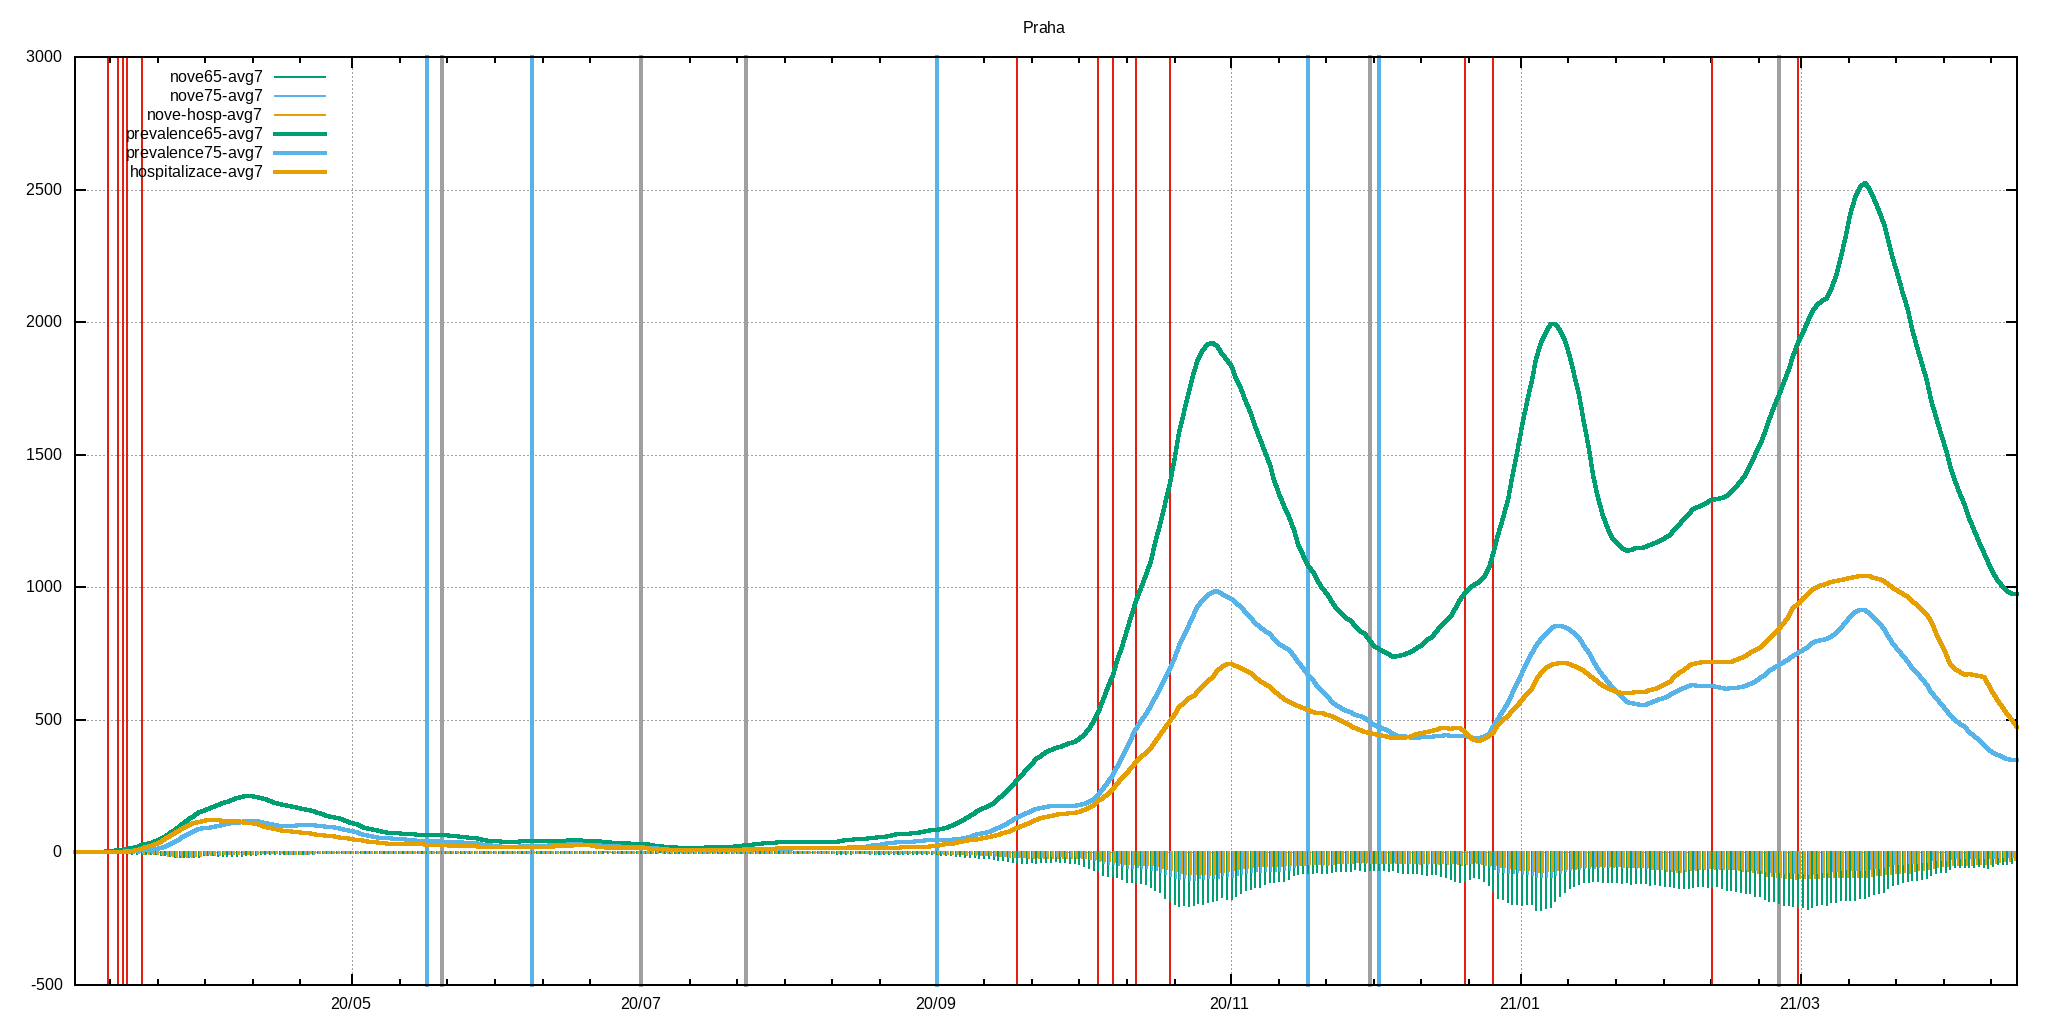 Praha
3000
nove65-avg7
nove75-avg7
nove-hosp-avg7
prevalence65-avg7
prevalence75-avg7
hospitalizace-avg7
2500
2000
1500
1000
500
0
-500
20/05 20/07 20/09 20/11 21/01 21/03